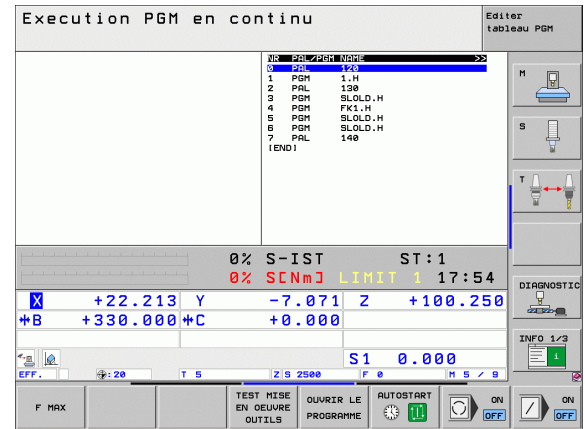 Execution PGM en continu
Editer
tableau PGM
NR PAL/PGM NAME >>
0 PAL 120
1 PGM 1.H
2 PAL 130
3 PGM SLOLD.H
4 PGM FK1.H
5 PGM SLOLD.H
6 PGM SLOLD.H
7 PAL 140
[END]
M
S
T
0% S-IST ST:1
0% S[Nm] LIMIT 1 17:54
X +22.213 Y -7.071 Z +100.250
B +330.000 C +0.000
S1 0.000
EFF. :20 T 5 Z S 2500 F 0 M 5 / 9
DIAGNOSTIC
INFO 1/3
i
F MAX
TEST MISE
EN OEUVRE
OUTILS
OUVRIR LE
PROGRAMME
AUTOSTART
ON
OFF
ON
OFF